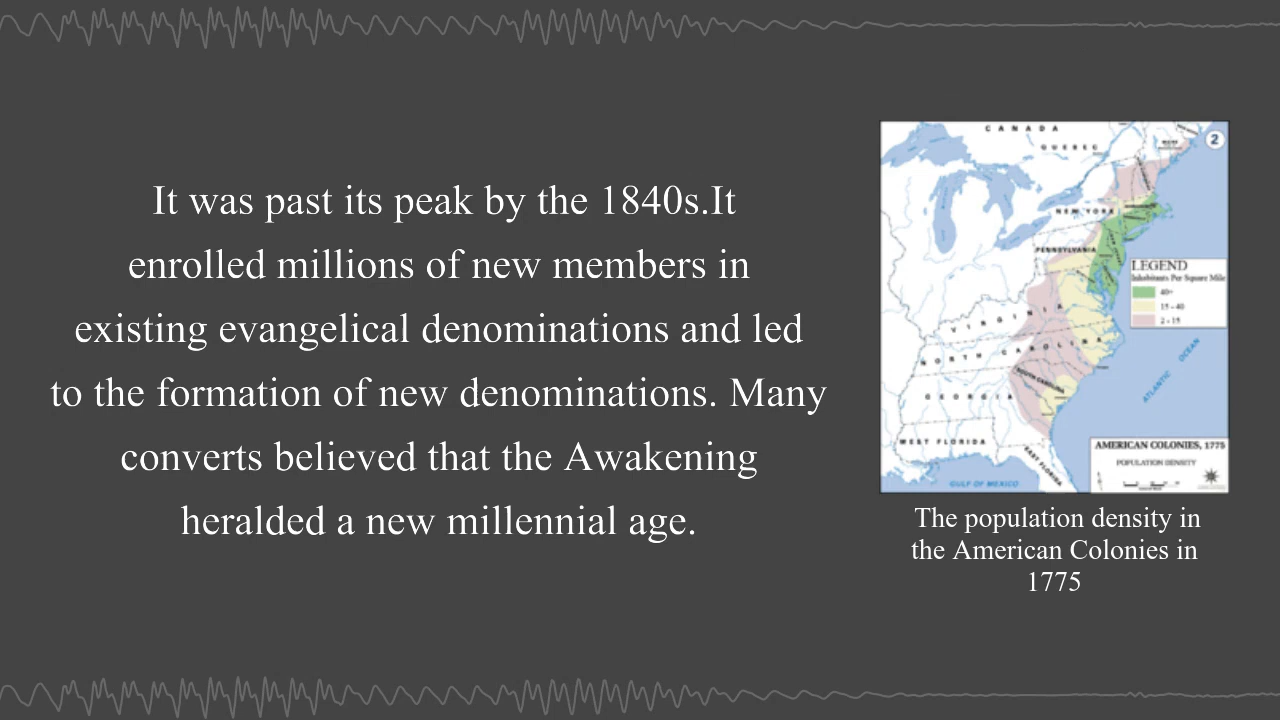 It was past its peak by the 1840s.It
enrolled millions of new members in
existing evangelical denominations and led
to the formation of new denominations. Many
converts believed that the Awakening
heralded a new millennial age.
CANADA
QUEBEC
2
NEW YORK
PENNSYLVANIA
LEGEND
Inhabitants Per Square Mile
40+
15 - 40
2 - 15
VIRGINIA
NORTH CAROLINA
SOUTH CAROLINA
GEORGIA
WEST FLORIDA
EAST FLORIDA
GULF OF MEXICO
ATLANTIC OCEAN
AMERICAN COLONIES, 1775
POPULATION DENSITY
The population density in
the American Colonies in
1775